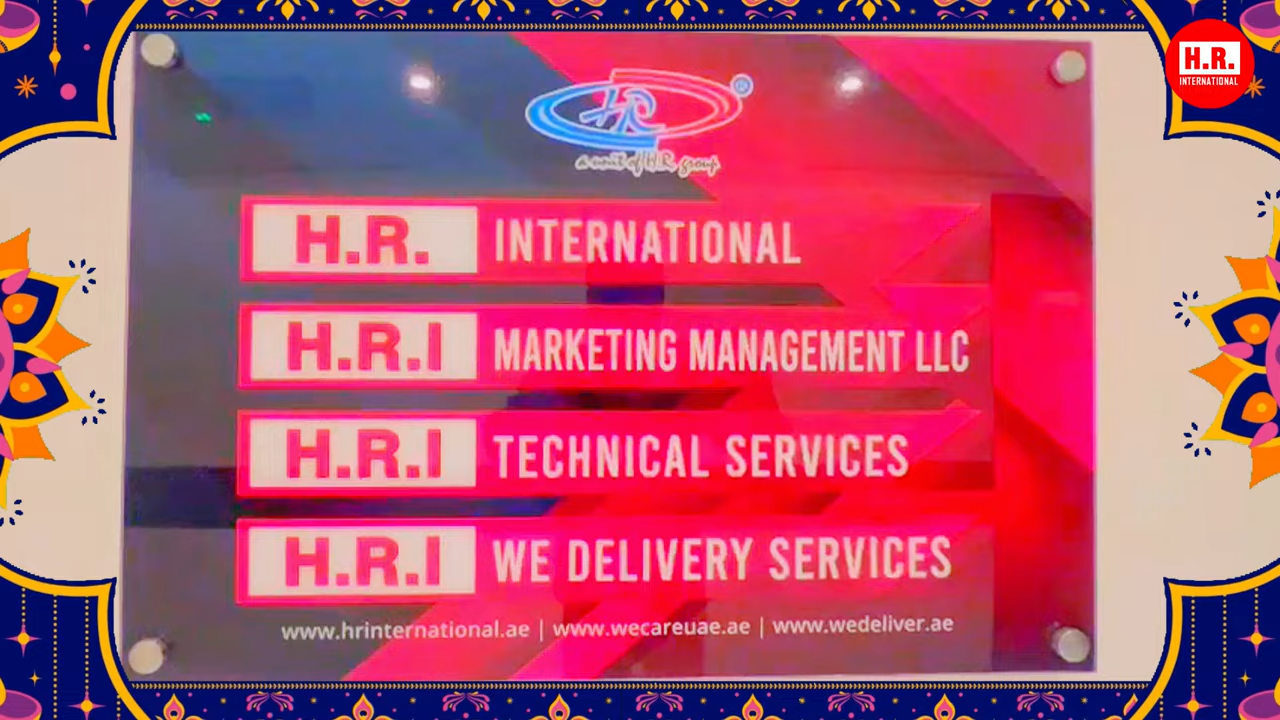 H.R.
INTERNATIONAL
HR ®
a unit of H.R. group
H.R. INTERNATIONAL
H.R.I MARKETING MANAGEMENT LLC
H.R.I TECHNICAL SERVICES
H.R.I WE DELIVERY SERVICES
www.hrinternational.ae | www.wecareuae.ae | www.wedeliver.ae